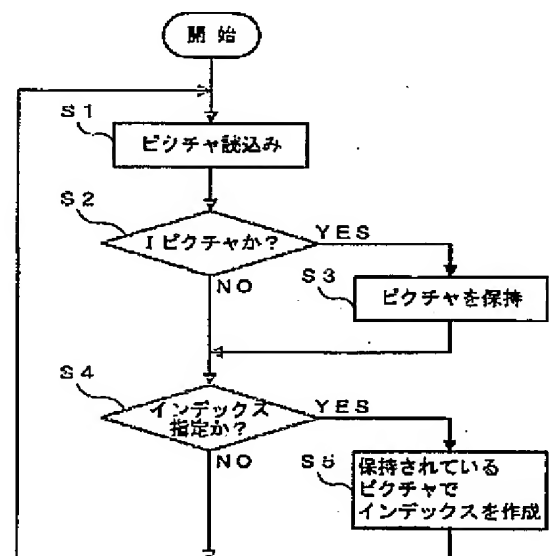 開 始
S1
ピクチャ読込み
S2
Iピクチャか?
YES
NO
S3
ピクチャを保持
S4
インデックス
指定か?
YES
NO
S5
保持されている
ピクチャで
インデックスを作成